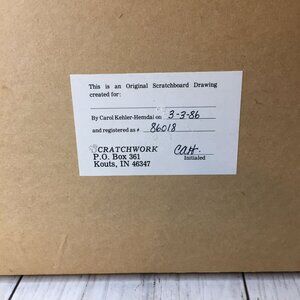 This is an Original Scratchboard Drawing
created for:
By Carol Kehler-Hemdal on 3-3-86
and registered as # 86018
SCRATCHWORK
P.O. Box 361
Kouts, IN 46347
CKH.
Initialed